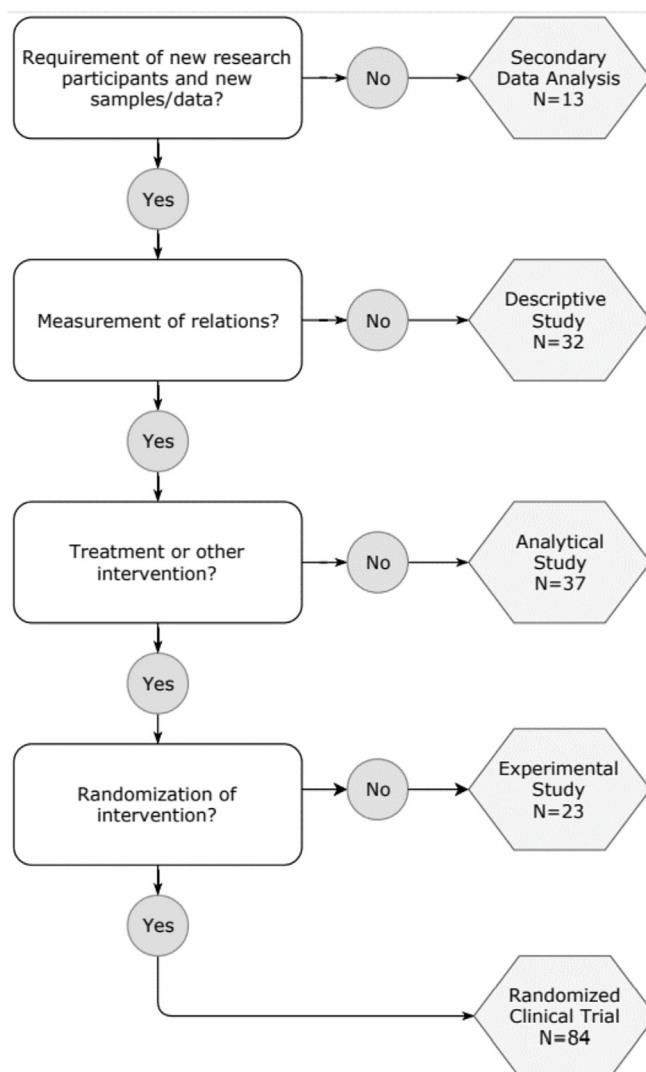 Requirement of new research
participants and new
samples/data?
No
Secondary
Data Analysis
N=13
Yes
Measurement of relations?
No
Descriptive
Study
N=32
Yes
Treatment or other
intervention?
No
Analytical
Study
N=37
Yes
Randomization of
intervention?
No
Experimental
Study
N=23
Yes
Randomized
Clinical Trial
N=84